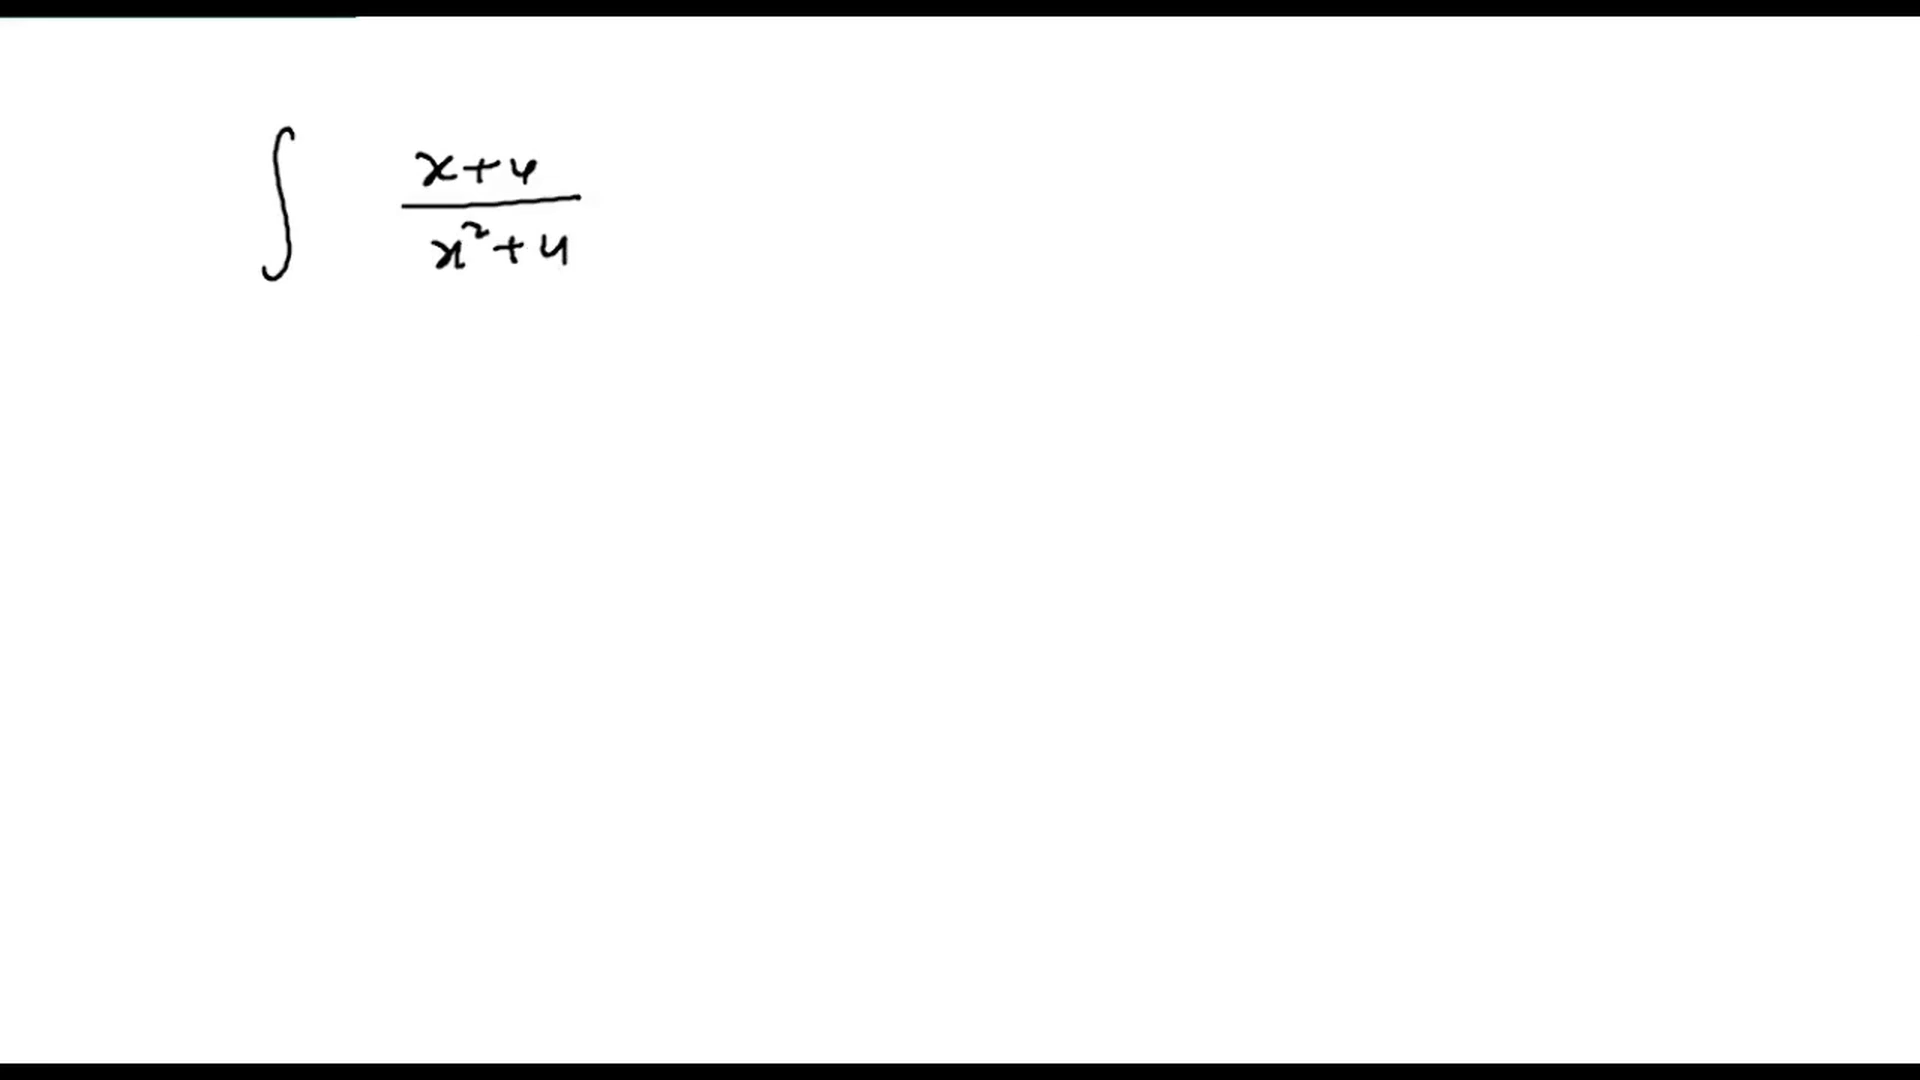 ∫ (x+4)/(x²+4)